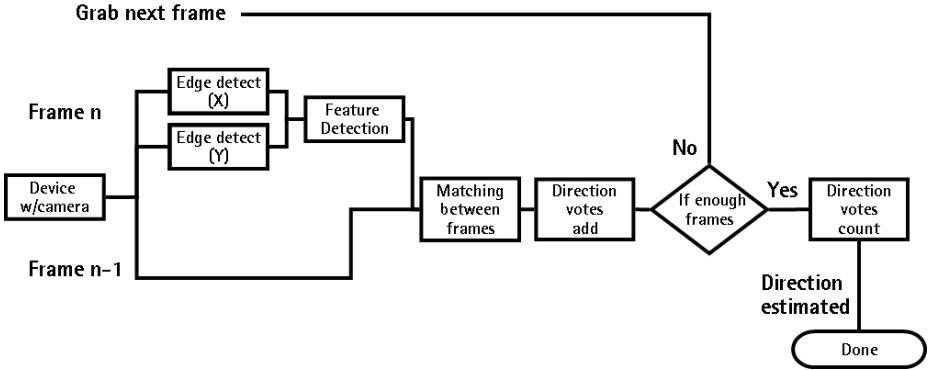 Grab next frame
Edge detect
(X)
Frame n
Feature
Detection
Edge detect
(Y)
No
Device
w/camera
Matching
between
frames
Direction
votes
add
If enough
frames
Yes
Direction
votes
count
Frame n-1
Direction
estimated
Done